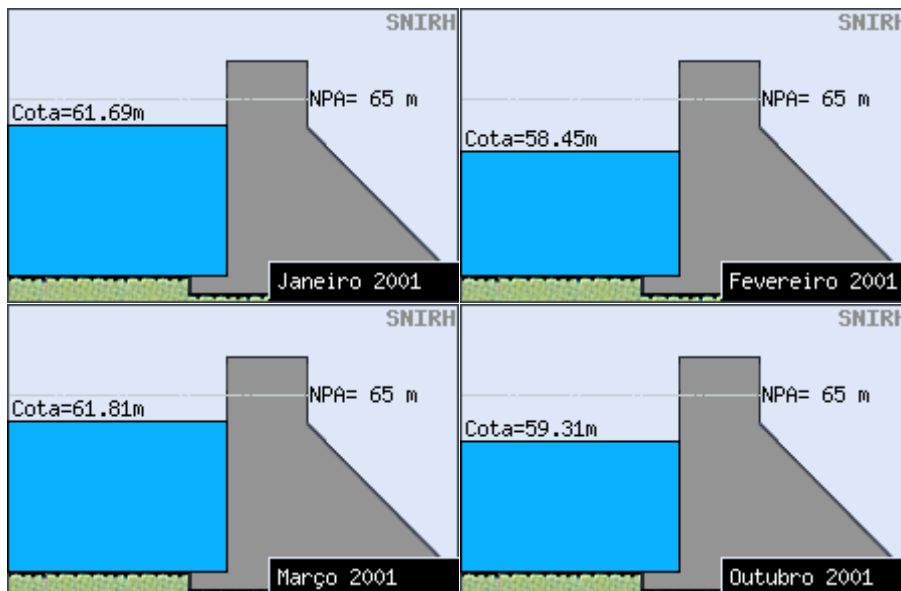 SNIRH
NPA= 65 m
Cota=61.69m
Janeiro 2001
SNIRH
NPA= 65 m
Cota=58.45m
Fevereiro 2001
SNIRH
NPA= 65 m
Cota=61.81m
Março 2001
SNIRH
NPA= 65 m
Cota=59.31m
Outubro 2001